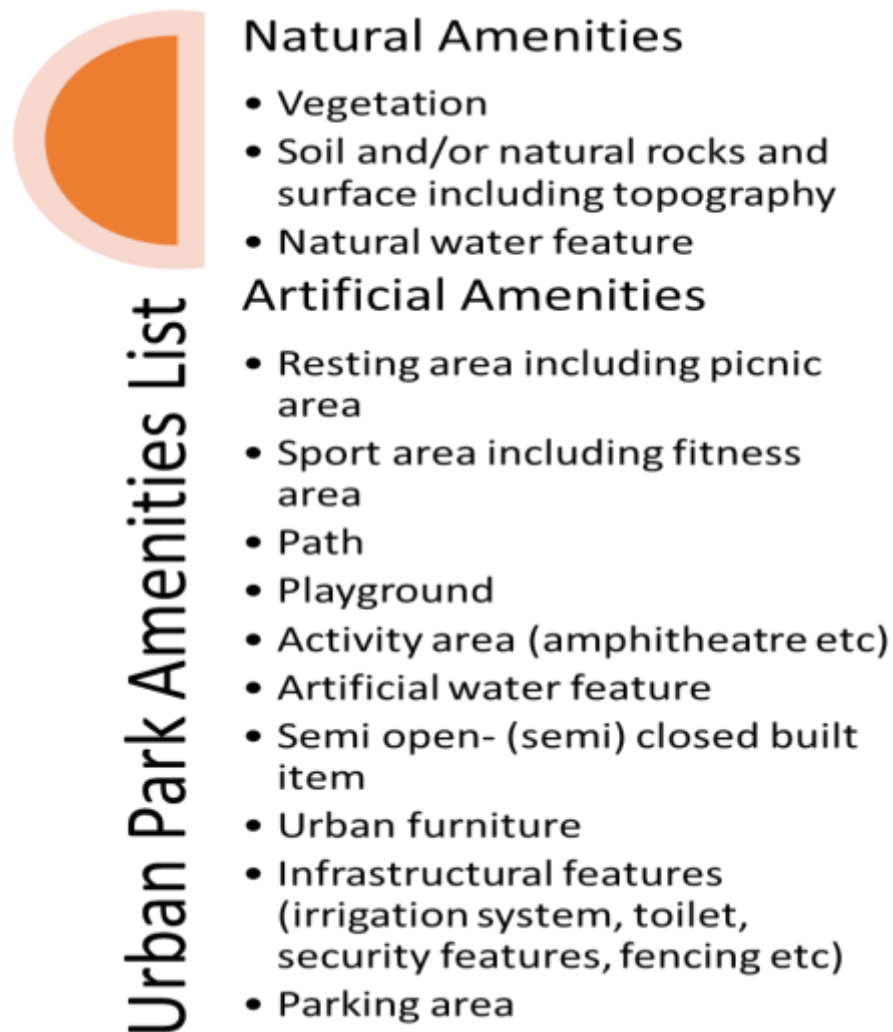 Natural Amenities
• Vegetation
• Soil and/or natural rocks and
surface including topography
• Natural water feature
Artificial Amenities
• Resting area including picnic
area
• Sport area including fitness
area
• Path
• Playground
• Activity area (amphitheatre etc)
• Artificial water feature
• Semi open- (semi) closed built
item
• Urban furniture
• Infrastructural features
(irrigation system, toilet,
security features, fencing etc)
• Parking area
Urban Park Amenities List